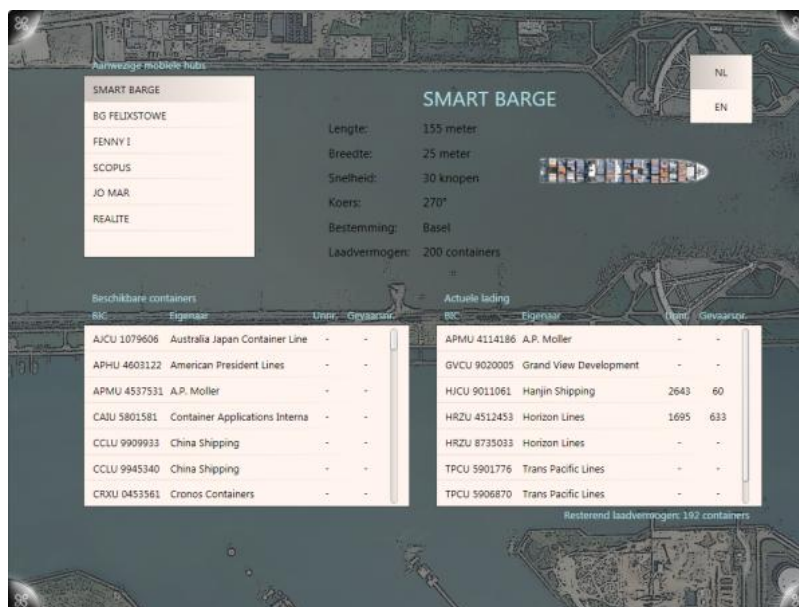 Aanwezige mobiele hubs
SMART BARGE
BG FELIXSTOWE
FENNY I
SCOPUS
JO MAR
REALITE
NL
EN
SMART BARGE
Lengte: 155 meter
Breedte: 25 meter
Snelheid: 30 knopen
Koers: 270°
Bestemming: Basel
Laadvermogen: 200 containers
Beschikbare containers
BIC Eigenaar Unnr. Gevaarsnr.
AJCU 1079606 Australia Japan Container Line - -
APHU 4603122 American President Lines - -
APMU 4537531 A.P. Moller - -
CAIU 5801581 Container Applications Interna - -
CCLU 9909933 China Shipping - -
CCLU 9945340 China Shipping - -
CRXU 0453561 Cronos Containers - -
Actuele lading
BIC Eigenaar Unnr. Gevaarsnr.
APMU 4114186 A.P. Moller - -
GVCU 9020005 Grand View Development - -
HJCU 9011061 Hanjin Shipping 2643 60
HRZU 4512453 Horizon Lines 1695 633
HRZU 8735033 Horizon Lines - -
TPCU 5901776 Trans Pacific Lines - -
TPCU 5906870 Trans Pacific Lines - -
Resterend laadvermogen: 192 containers